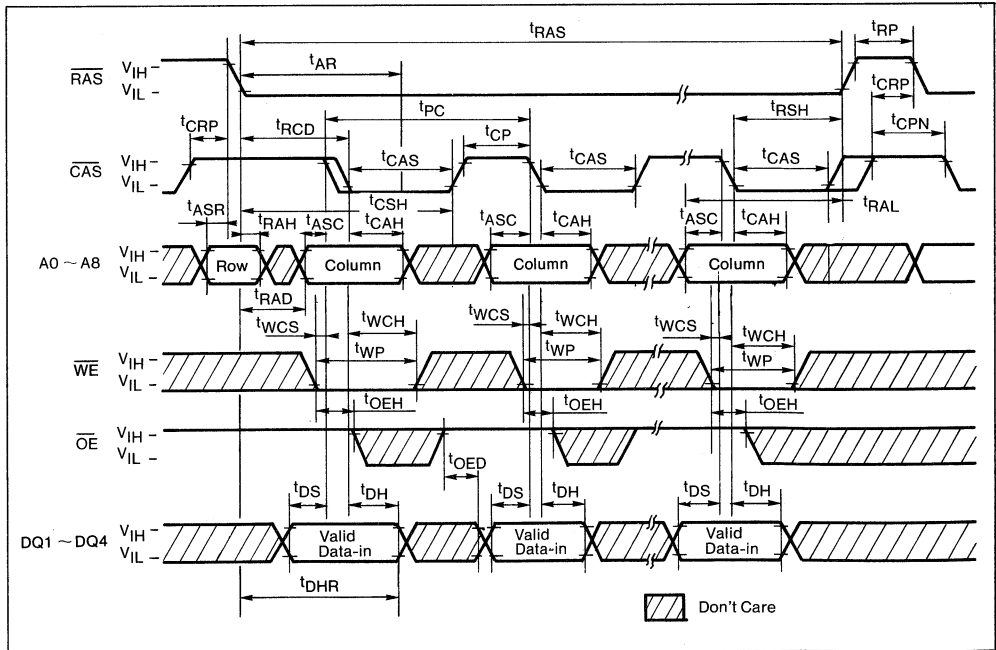 tRAS
tRP
tAR
RAS
VIH –
VIL –
tCRP
tPC
tCRP
tRCD
tCP
tRSH
tCPN
CAS
VIH –
VIL –
tCAS
tCAS
tCAS
tCSH
tRAL
tASR
tRAH
tASC
tCAH
tASC
tCAH
tASC
tCAH
A0 ~ A8
VIH –
VIL –
Row
Column
Column
Column
tRAD
tWCS
tWCH
tWCS
tWCH
tWCS
tWCH
WE
VIH –
VIL –
tWP
tWP
tWP
tOEH
tOEH
tOEH
OE
VIH –
VIL –
tOED
tDS
tDH
tDS
tDH
tDS
tDH
DQ1 ~ DQ4
VIH –
VIL –
Valid
Data-in
Valid
Data-in
Valid
Data-in
tDHR
Don't Care